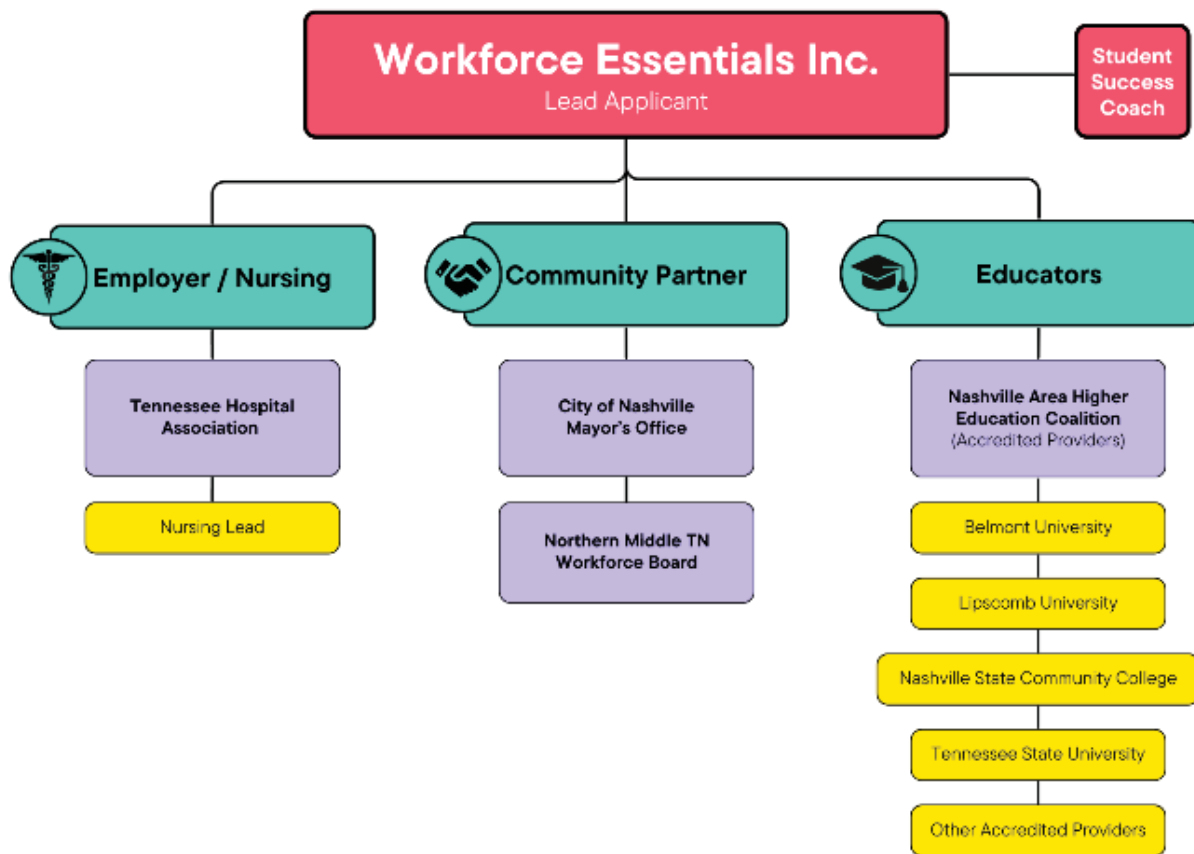 Workforce Essentials Inc.
Lead Applicant
Student
Success
Coach
Employer / Nursing
Community Partner
Educators
Tennessee Hospital
Association
City of Nashville
Mayor's Office
Nashville Area Higher
Education Coalition
(Accredited Providers)
Nursing Lead
Northern Middle TN
Workforce Board
Belmont University
Lipscomb University
Nashville State Community College
Tennessee State University
Other Accredited Providers